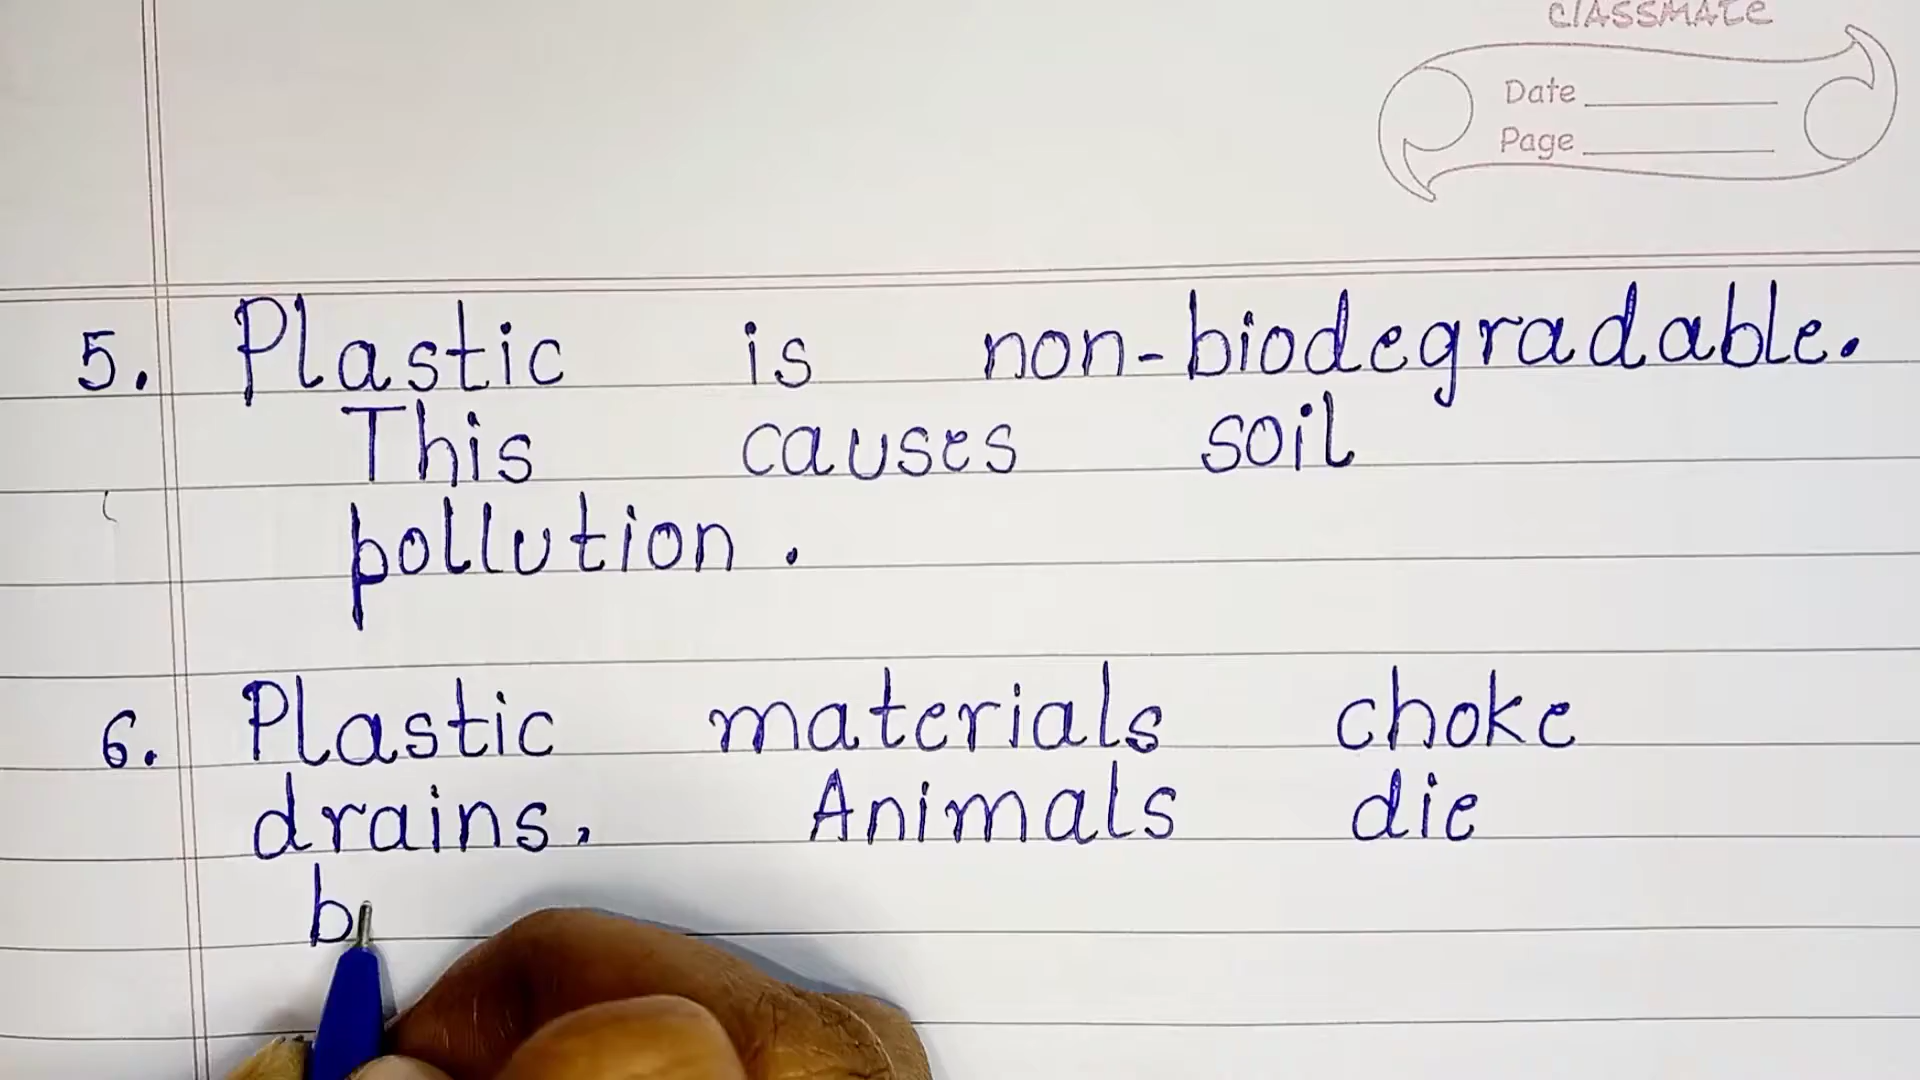 classmate
Date
Page
5. Plastic is non-biodegradable.
This causes soil
pollution.
6. Plastic materials choke
drains. Animals die
b